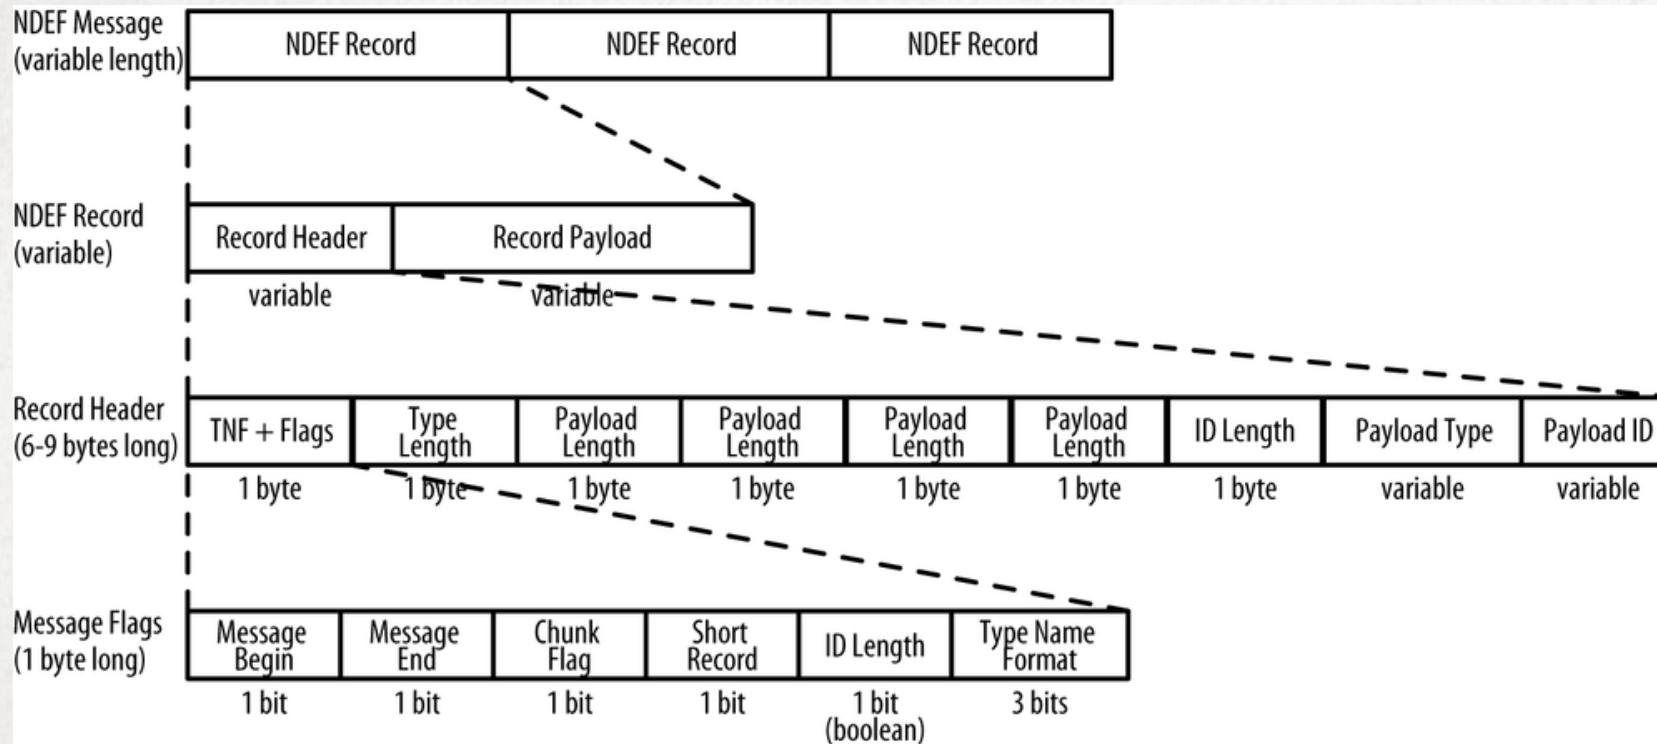 NDEF Message
(variable length)
NDEF Record
NDEF Record
NDEF Record
NDEF Record
(variable)
Record Header
Record Payload
variable
variable
Record Header
(6-9 bytes long)
TNF + Flags
Type
Length
Payload
Length
Payload
Length
Payload
Length
Payload
Length
ID Length
Payload Type
Payload ID
1 byte
1 byte
1 byte
1 byte
1 byte
1 byte
1 byte
variable
variable
Message Flags
(1 byte long)
Message
Begin
Message
End
Chunk
Flag
Short
Record
ID Length
Type Name
Format
1 bit
1 bit
1 bit
1 bit
1 bit
(boolean)
3 bits